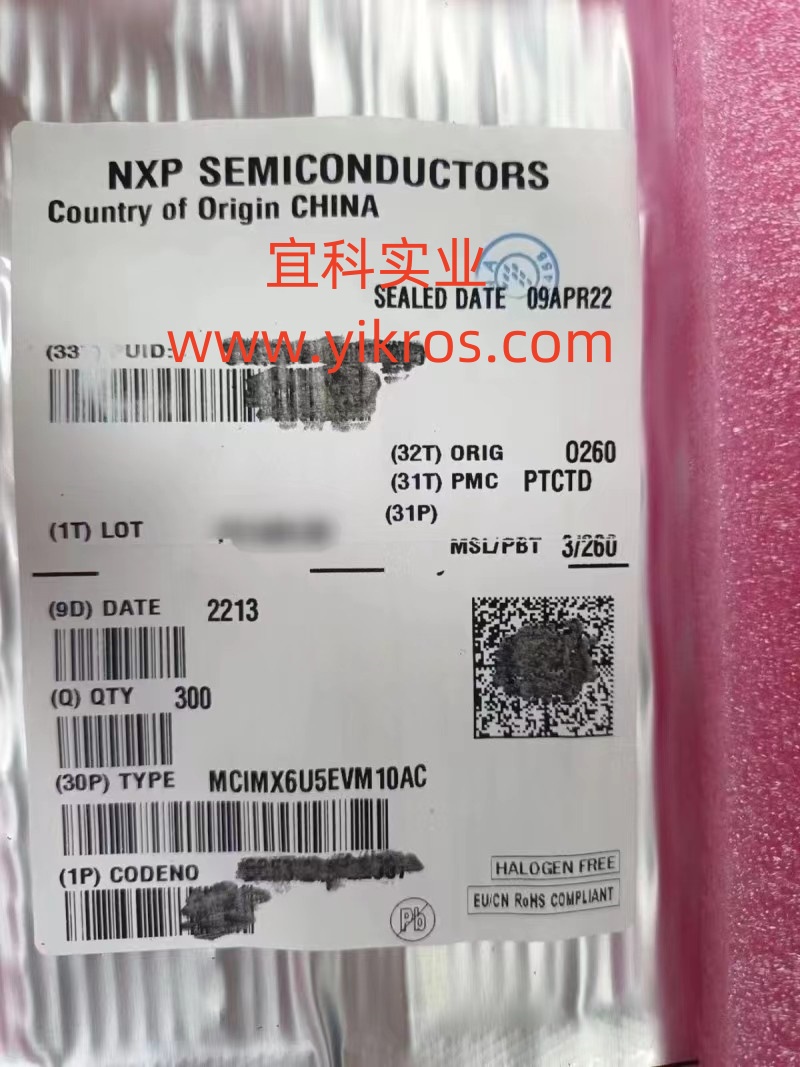 NXP SEMICONDUCTORS
Country of Origin CHINA
宜科实业
SEALED DATE 09APR22
www.yikros.com
(32T) ORIG 0260
(31T) PMC PTCTD
(31P)
(1T) LOT
MSL/PBT 3/260
(9D) DATE 2213
(Q) QTY 300
(30P) TYPE MCIMX6U5EVM10AC
(1P) CODENO
HALOGEN FREE
EU/CN RoHS COMPLIANT
Pb